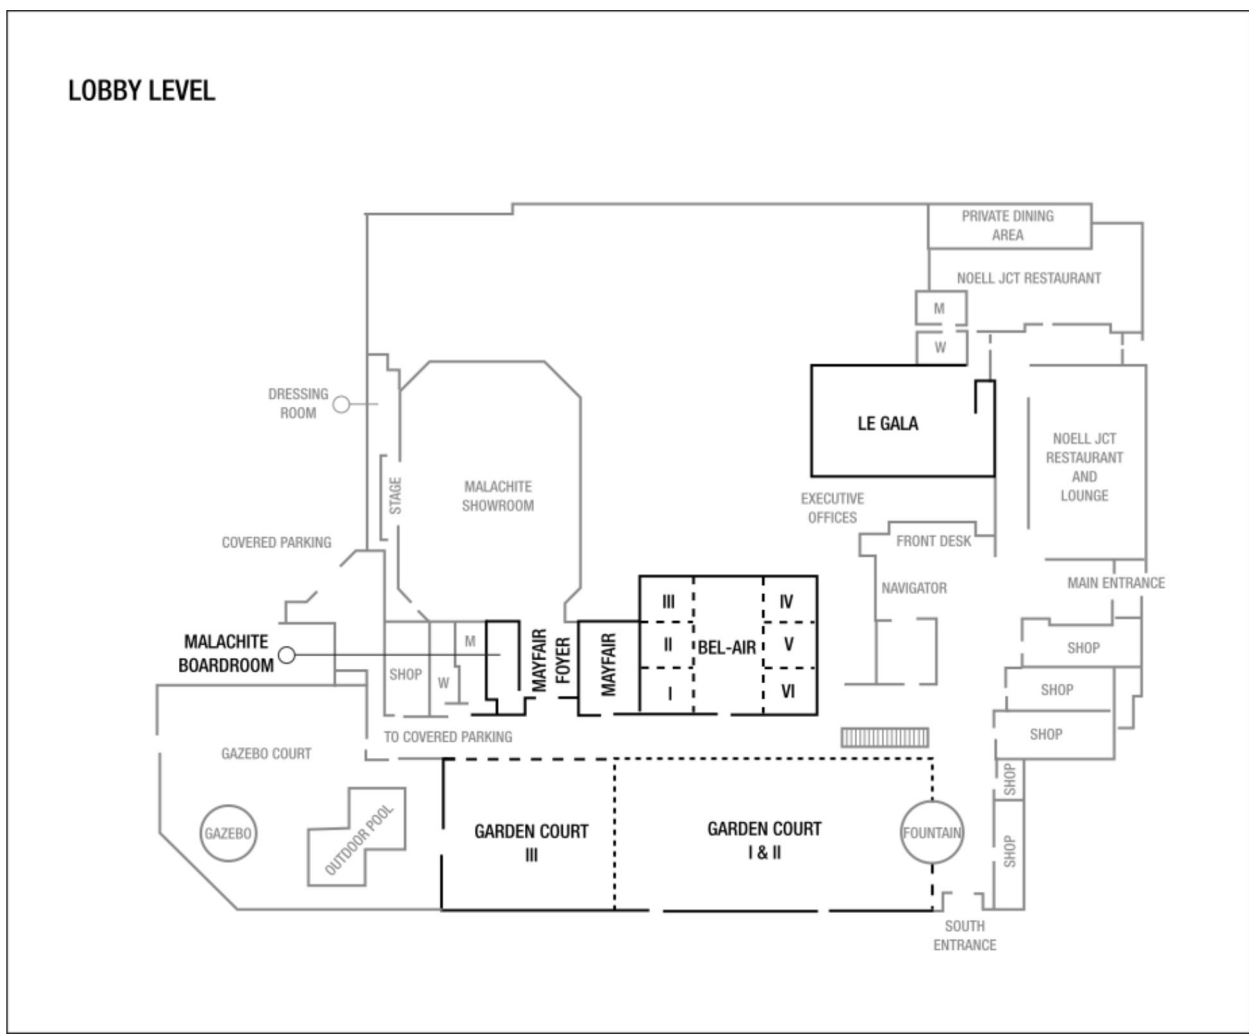 LOBBY LEVEL
PRIVATE DINING
AREA
NOELL JCT RESTAURANT
M
W
DRESSING
ROOM
LE GALA
NOELL JCT
RESTAURANT
AND
LOUNGE
STAGE
MALACHITE
SHOWROOM
EXECUTIVE
OFFICES
FRONT DESK
COVERED PARKING
NAVIGATOR
MAIN ENTRANCE
MALACHITE
BOARDROOM
SHOP
M
W
MAYFAIR
FOYER
MAYFAIR
III
II
I
BEL-AIR
IV
V
VI
SHOP
SHOP
SHOP
TO COVERED PARKING
GAZEBO COURT
GAZEBO
OUTDOOR POOL
GARDEN COURT
III
GARDEN COURT
I & II
FOUNTAIN
SHOP
SHOP
SOUTH
ENTRANCE